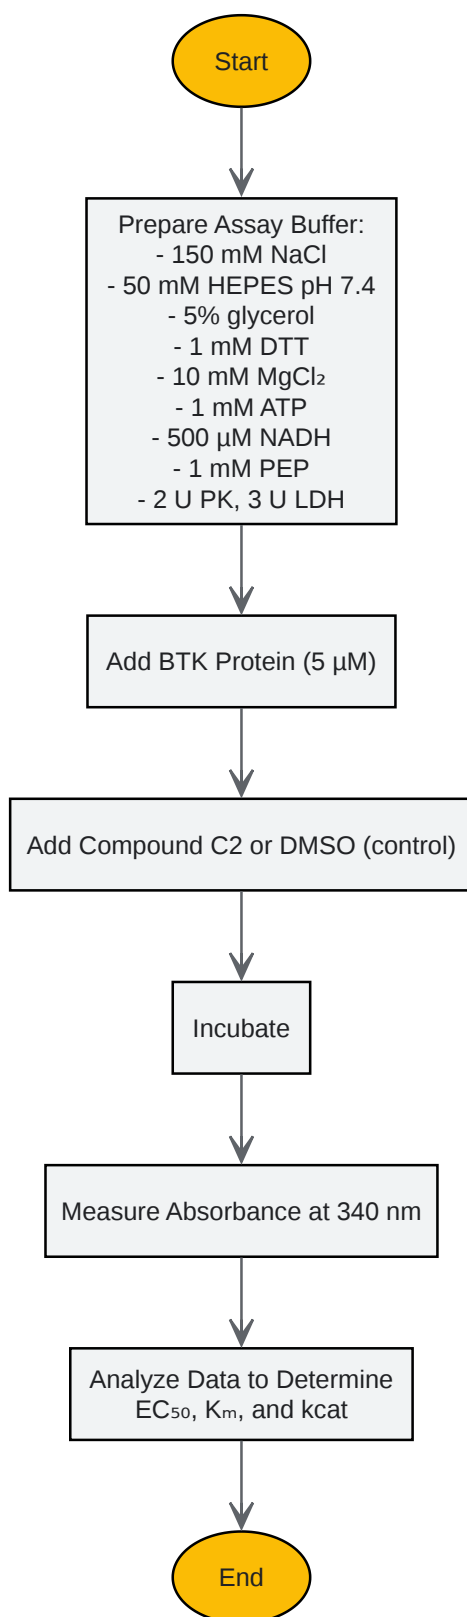 Start
Prepare Assay Buffer:
- 150 mM NaCl
- 50 mM HEPES pH 7.4
- 5% glycerol
- 1 mM DTT
- 10 mM MgCl₂
- 1 mM ATP
- 500 µM NADH
- 1 mM PEP
- 2 U PK, 3 U LDH
Add BTK Protein (5 µM)
Add Compound C2 or DMSO (control)
Incubate
Measure Absorbance at 340 nm
Analyze Data to Determine
EC₅₀, Kₘ, and kcat
End